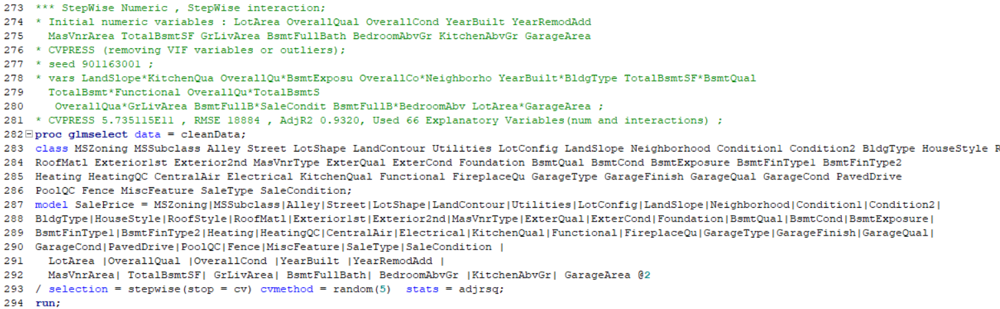 273 *** StepWise Numeric , StepWise interaction;
274 * Initial numeric variables : LotArea OverallQual OverallCond YearBuilt YearRemodAdd
275 MasVnrArea TotalBsmtSF GrLivArea BsmtFullBath BedroomAbvGr KitchenAbvGr GarageArea
276 * CVPRESS (removing VIF variables or outliers);
277 * seed 901163001 ;
278 * vars LandSlope*KitchenQua OverallQu*BsmtExposu OverallCo*Neighborho YearBuilt*BldgType TotalBsmtSF*BsmtQual
279 TotalBsmt*Functional OverallQu*TotalBsmtS
280 OverallQua*GrLivArea BsmtFullB*SaleCondit BsmtFullB*BedroomAbv LotArea*GarageArea ;
281 * CVPRESS 5.735115E11 , RMSE 18884 , AdjR2 0.9320, Used 66 Explanatory Variables(num and interactions) ;
282 proc glmselect data = cleanData;
283 class MSZoning MSSubclass Alley Street LotShape LandContour Utilities LotConfig LandSlope Neighborhood Condition1 Condition2 BldgType HouseStyle R
284 RoofMatl Exterior1st Exterior2nd MasVnrType ExterQual ExterCond Foundation BsmtQual BsmtCond BsmtExposure BsmtFinType1 BsmtFinType2
285 Heating HeatingQC CentralAir Electrical KitchenQual Functional FireplaceQu GarageType GarageFinish GarageQual GarageCond PavedDrive
286 PoolQC Fence MiscFeature SaleType SaleCondition;
287 model SalePrice = MSZoning|MSSubclass|Alley|Street|LotShape|LandContour|Utilities|LotConfig|LandSlope|Neighborhood|Condition1|Condition2|
288 BldgType|HouseStyle|RoofStyle|RoofMatl|Exterior1st|Exterior2nd|MasVnrType|ExterQual|ExterCond|Foundation|BsmtQual|BsmtCond|BsmtExposure|
289 BsmtFinType1|BsmtFinType2|Heating|HeatingQC|CentralAir|Electrical|KitchenQual|Functional|FireplaceQu|GarageType|GarageFinish|GarageQual|
290 GarageCond|PavedDrive|PoolQC|Fence|MiscFeature|SaleType|SaleCondition |
291 LotArea |OverallQual |OverallCond |YearBuilt |YearRemodAdd |
292 MasVnrArea| TotalBsmtSF| GrLivArea| BsmtFullBath| BedroomAbvGr |KitchenAbvGr| GarageArea @2
293 / selection = stepwise(stop = cv) cvmethod = random(5) stats = adjrsq;
294 run;